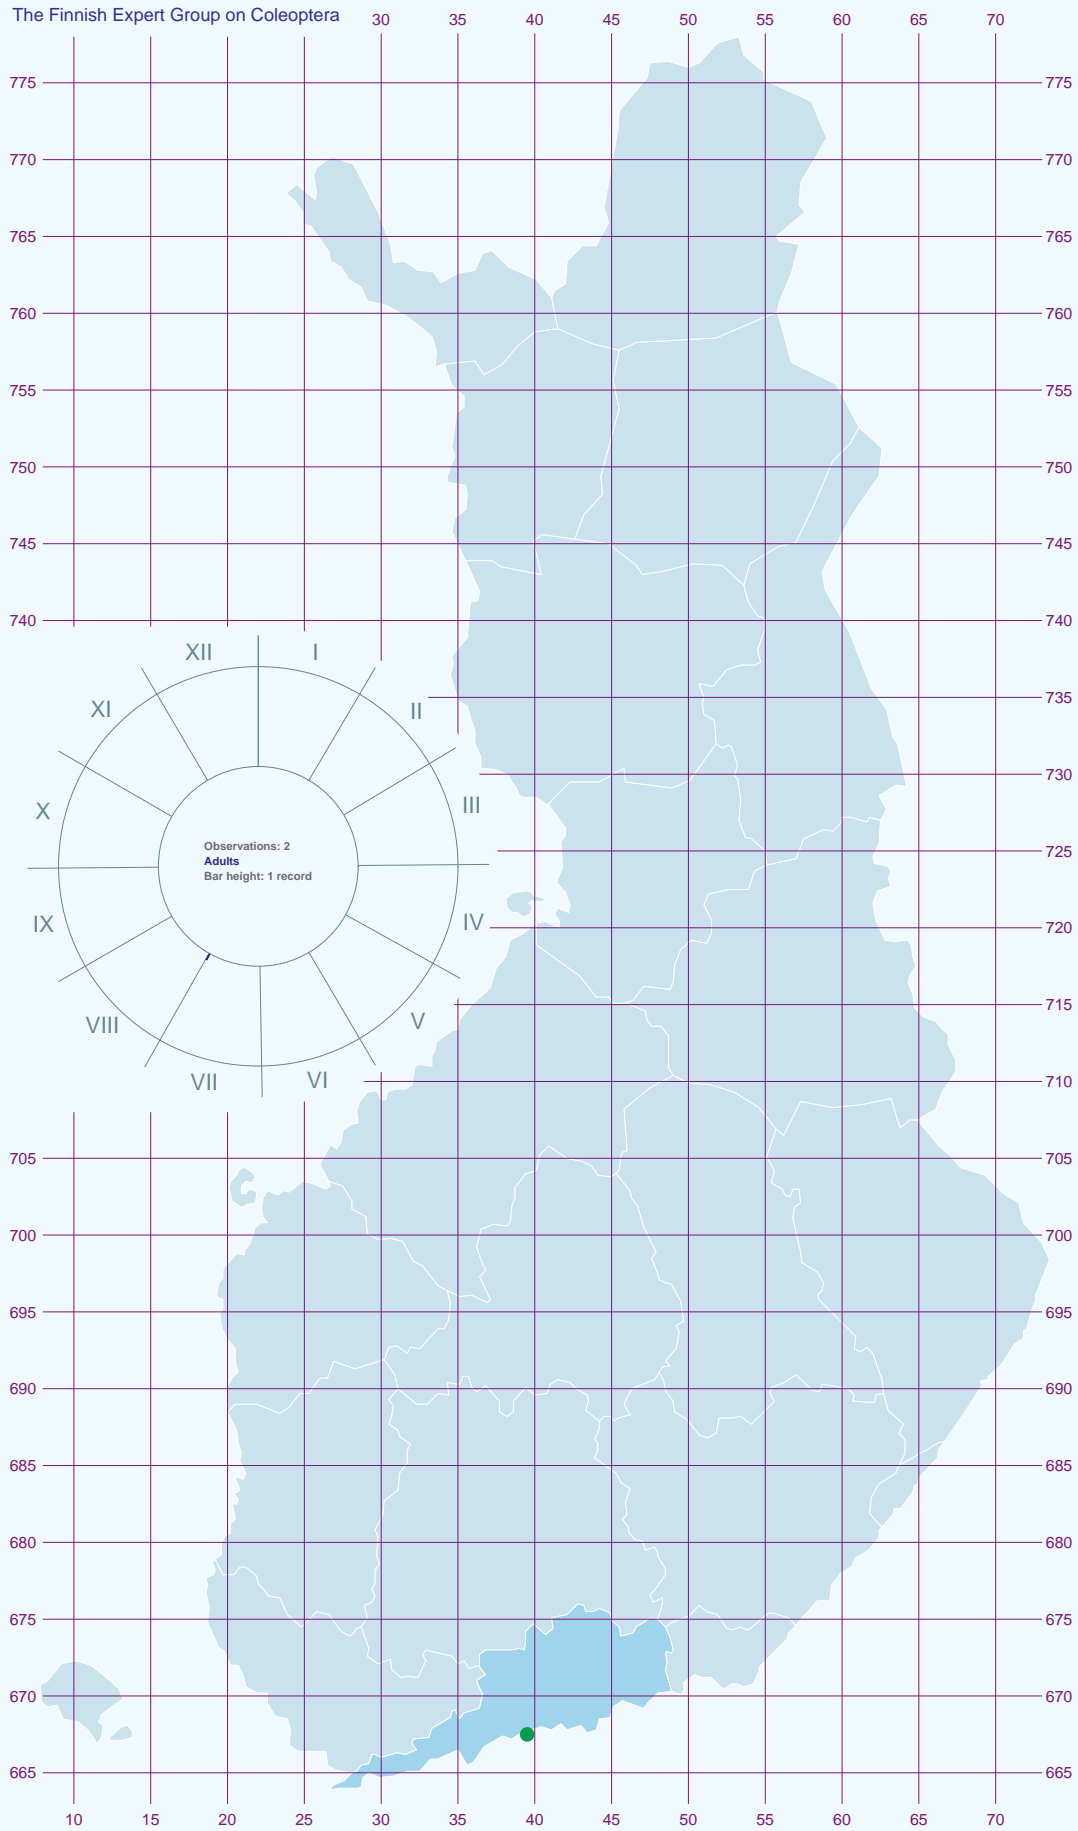 The Finnish Expert Group on Coleoptera 30 35 40 45 50 55 60 65 70
775 775
770 770
765 765
760 760
755 755
750 750
745 745
740 740
XII I
XI II
735
730
X III
Observations: 2
Adults
Bar height: 1 record
725
IX IV
720
715
VIII V
VII VI
710
705 705
700 700
695 695
690 690
685 685
680 680
675 675
670 670
665 665
10 15 20 25 30 35 40 45 50 55 60 65 70